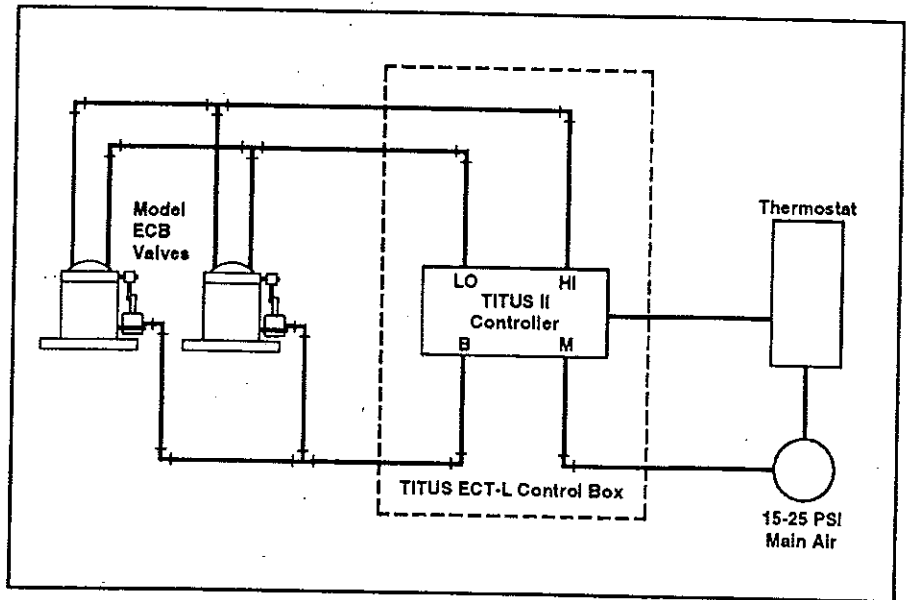 Model
ECB
Valves
Thermostat
LO
HI
TITUS II
Controller
B
M
TITUS ECT-L Control Box
15-25 PSI
Main Air